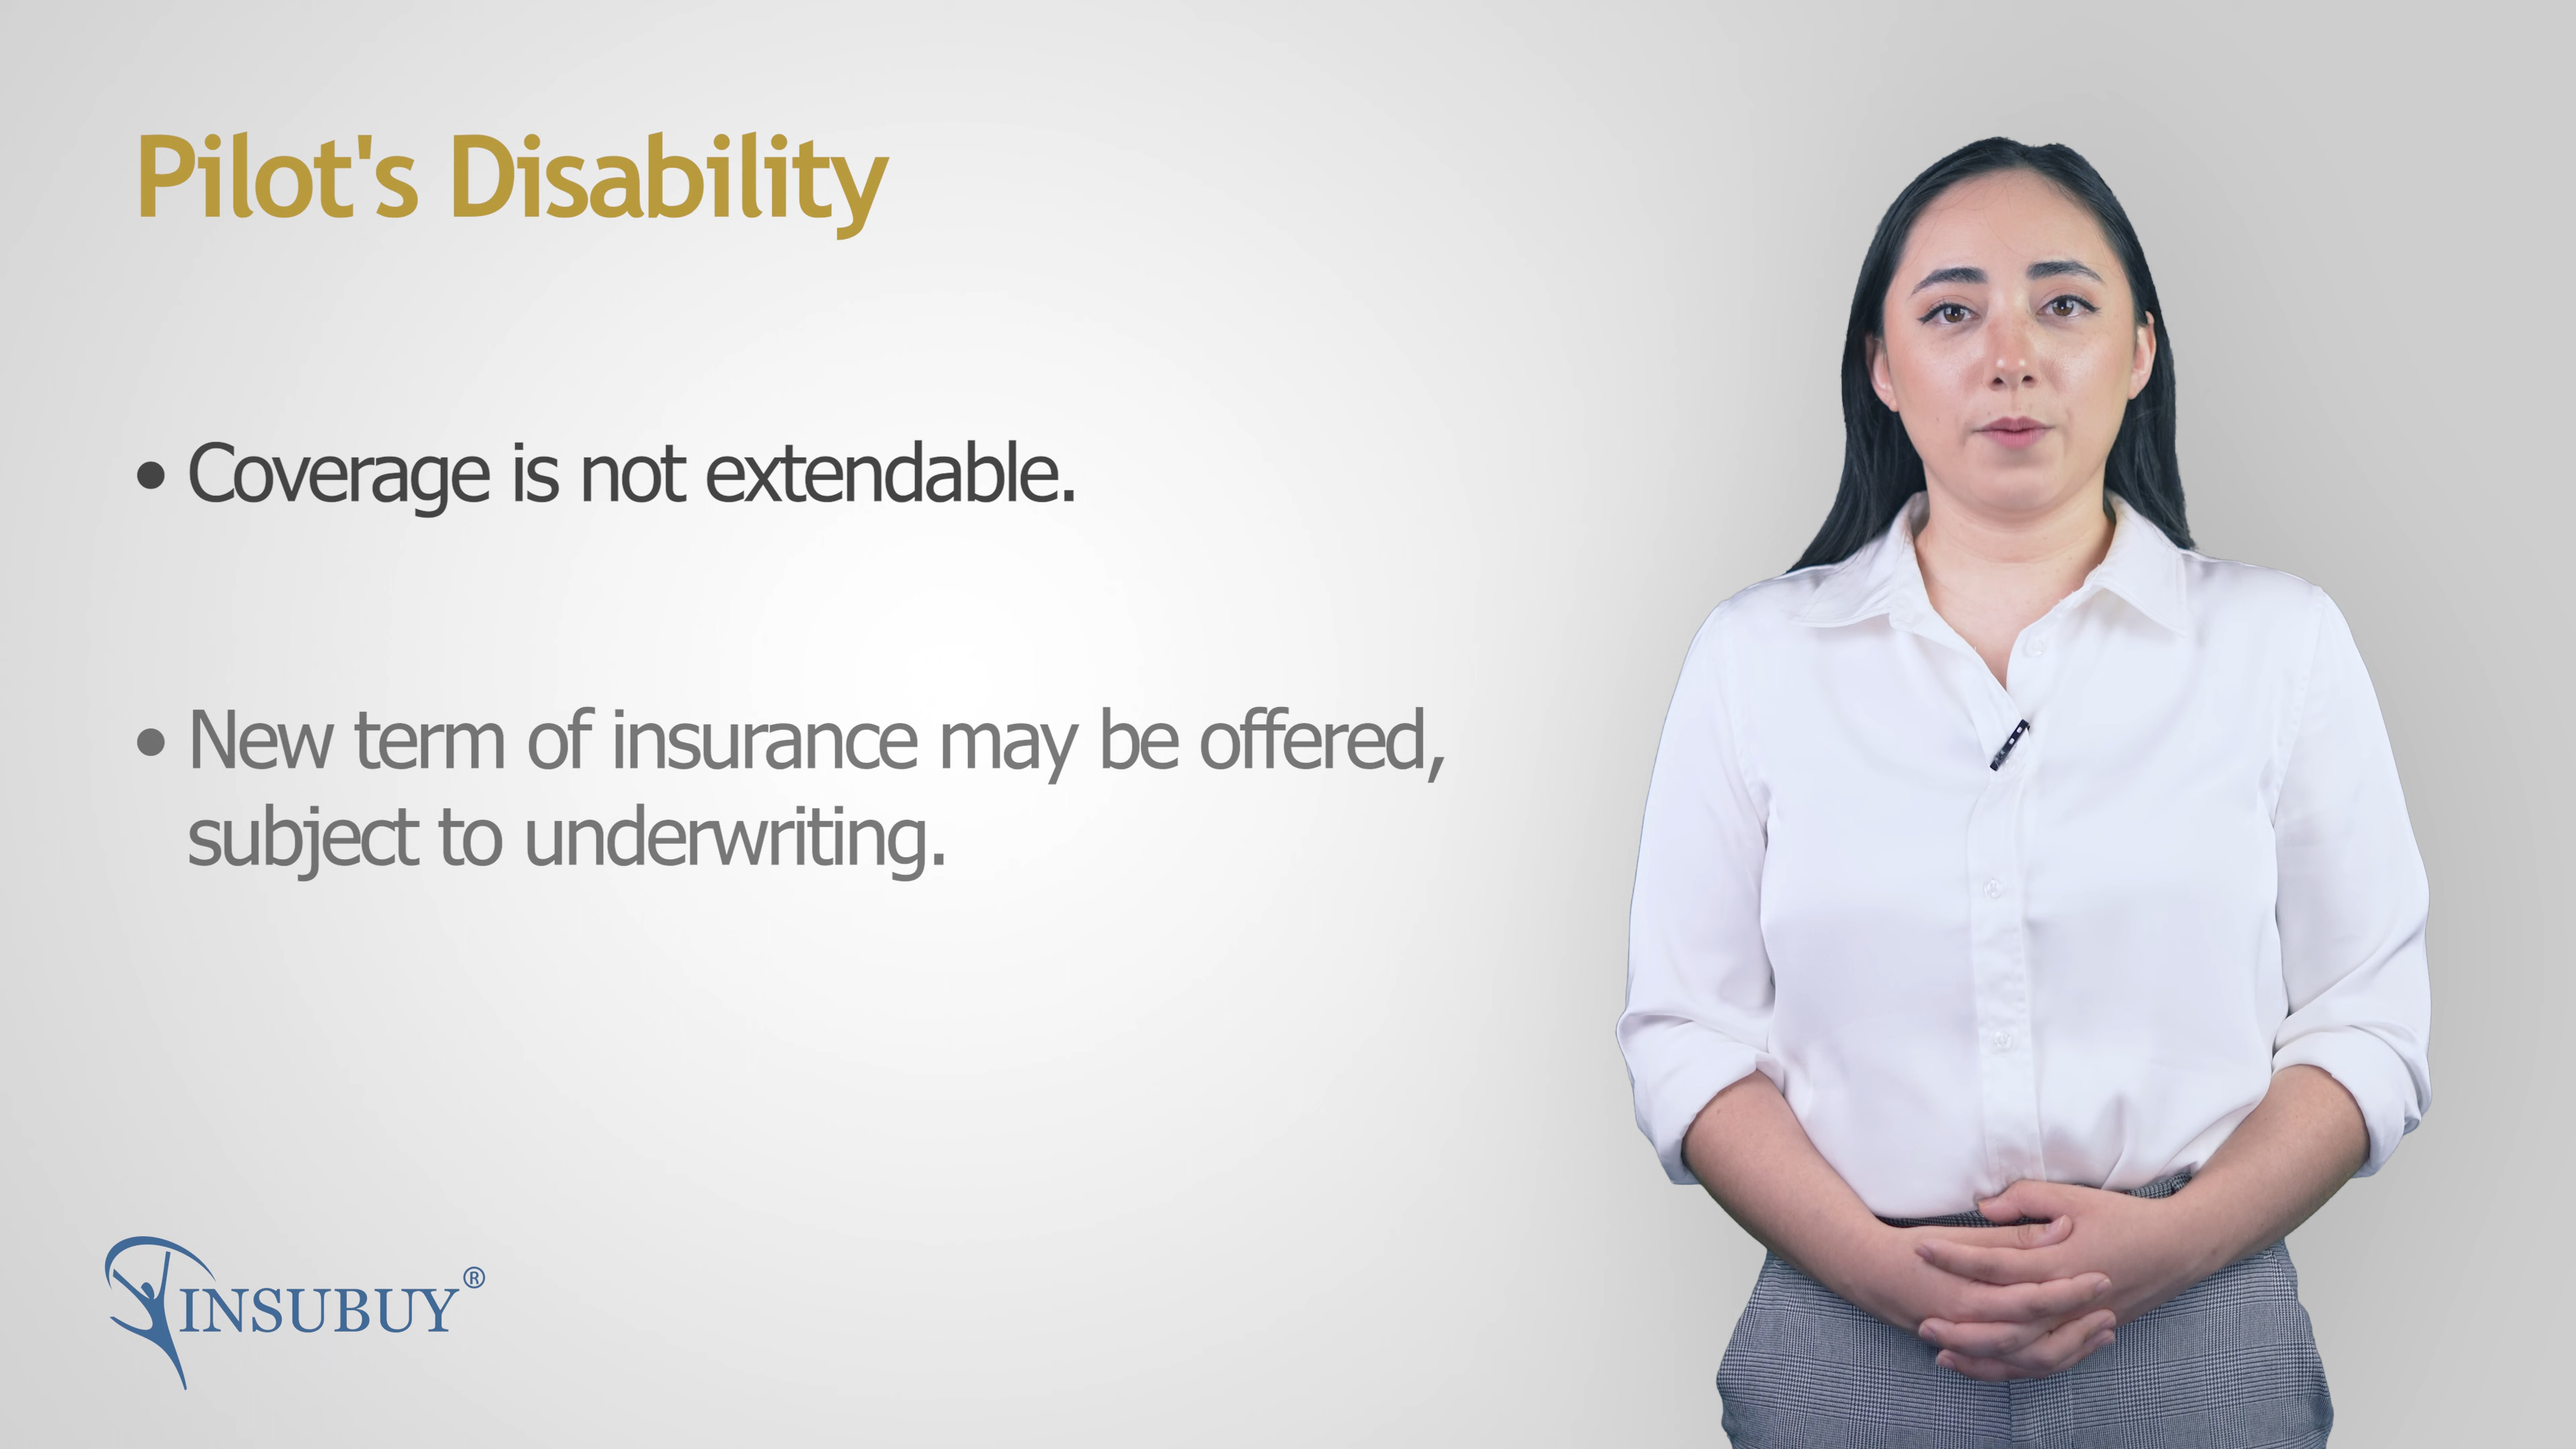 Pilot's Disability
• Coverage is not extendable.
• New term of insurance may be offered,
subject to underwriting.
INSUBUY®